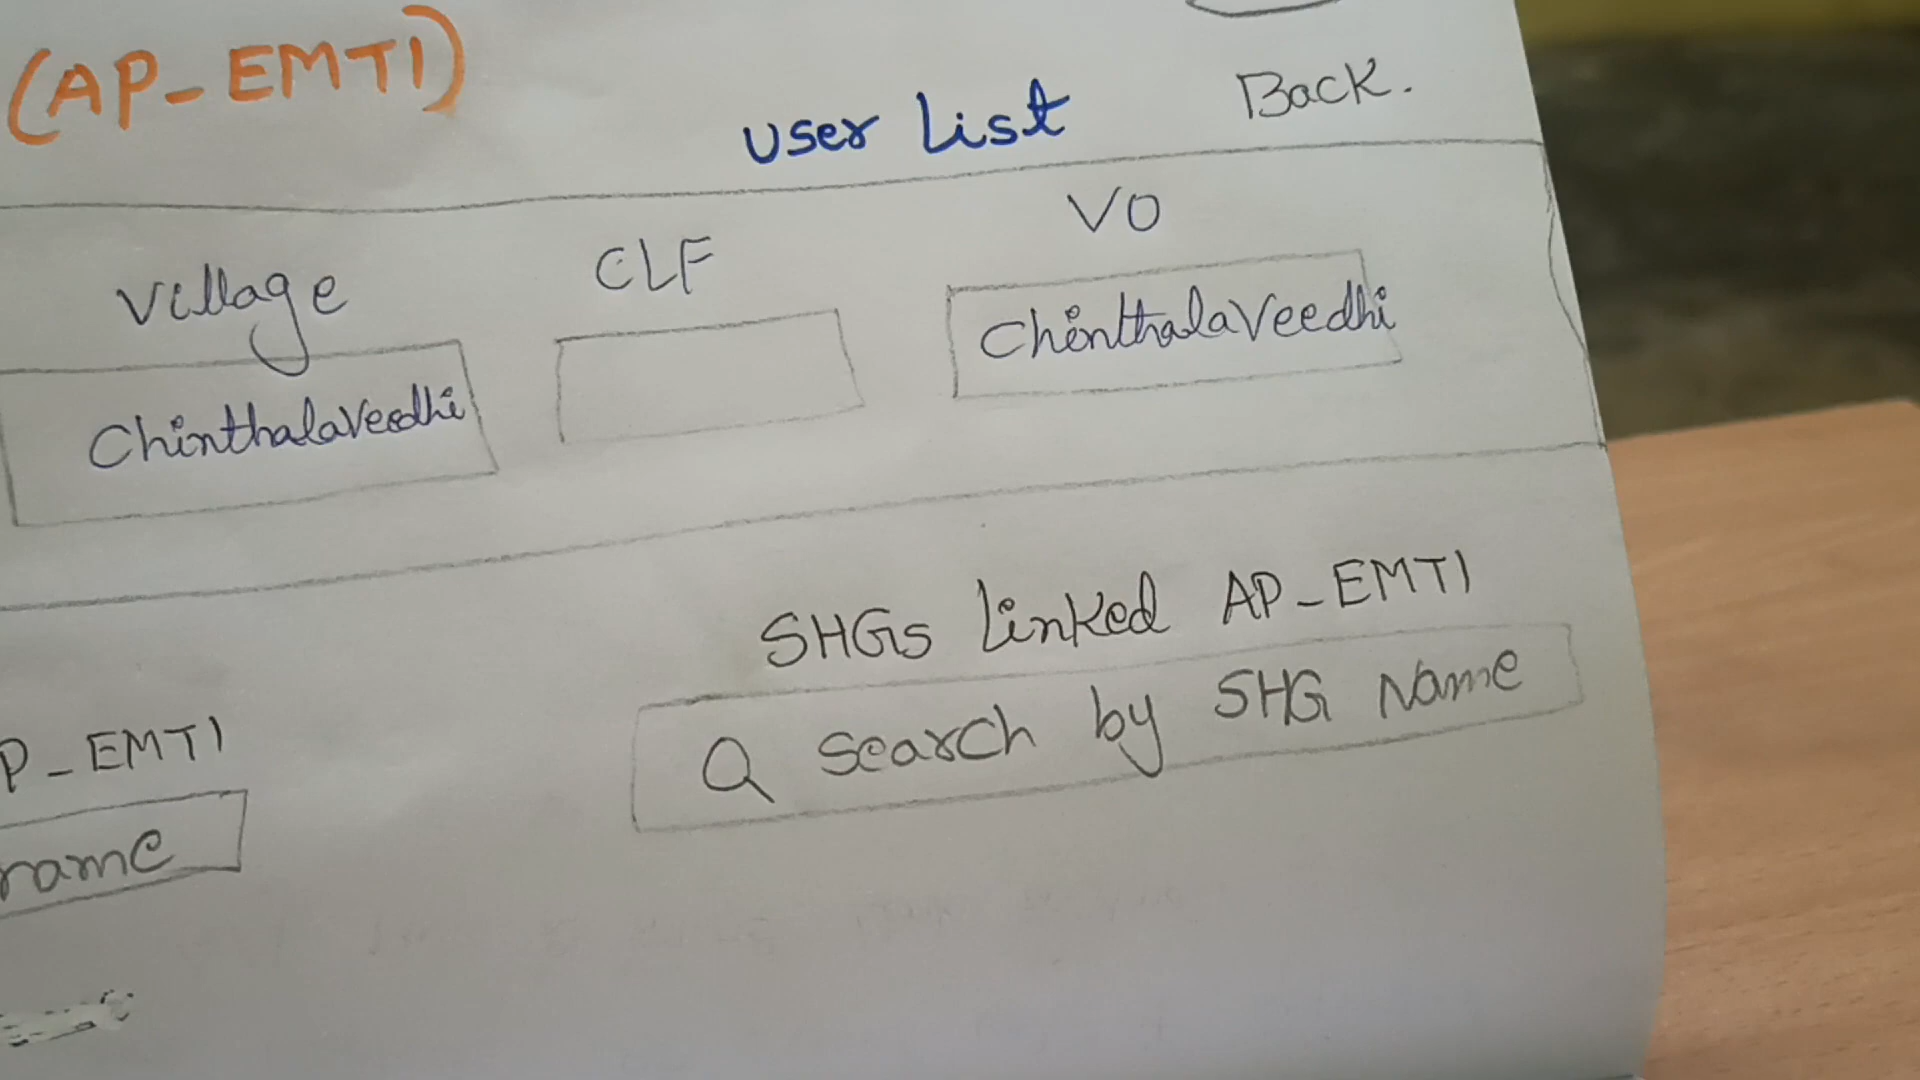 (AP-EMTI)
User List
Back.
Village
CLF
VO
ChinthalaVeedhi
ChinthalaVeedhi
SHGs linked AP-EMTI
Search by SHG Name
P-EMTI
name